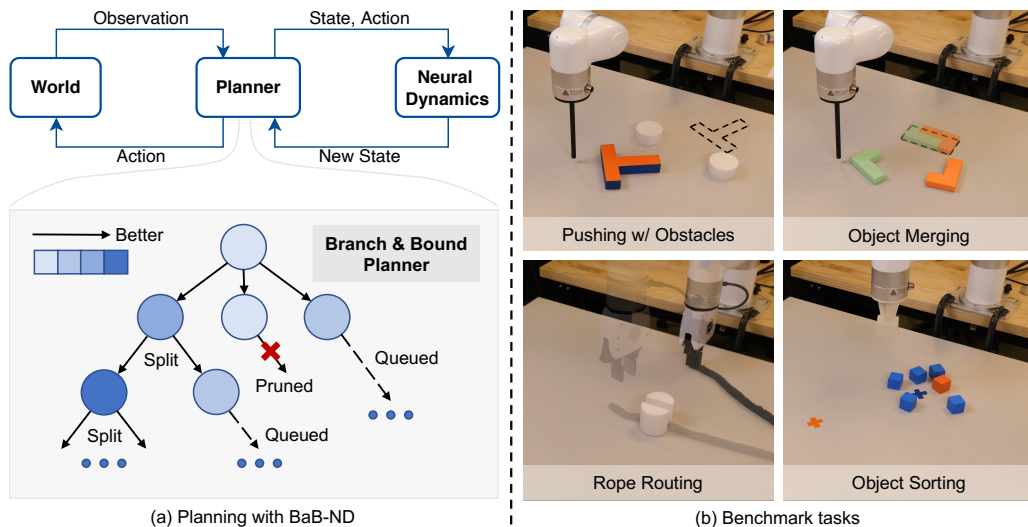 Observation
State, Action
World
Planner
Neural
Dynamics
Action
New State
Better
Branch & Bound
Planner
Split
Pruned
Queued
Split
Queued
(a) Planning with BaB-ND
Pushing w/ Obstacles
Object Merging
Rope Routing
Object Sorting
(b) Benchmark tasks